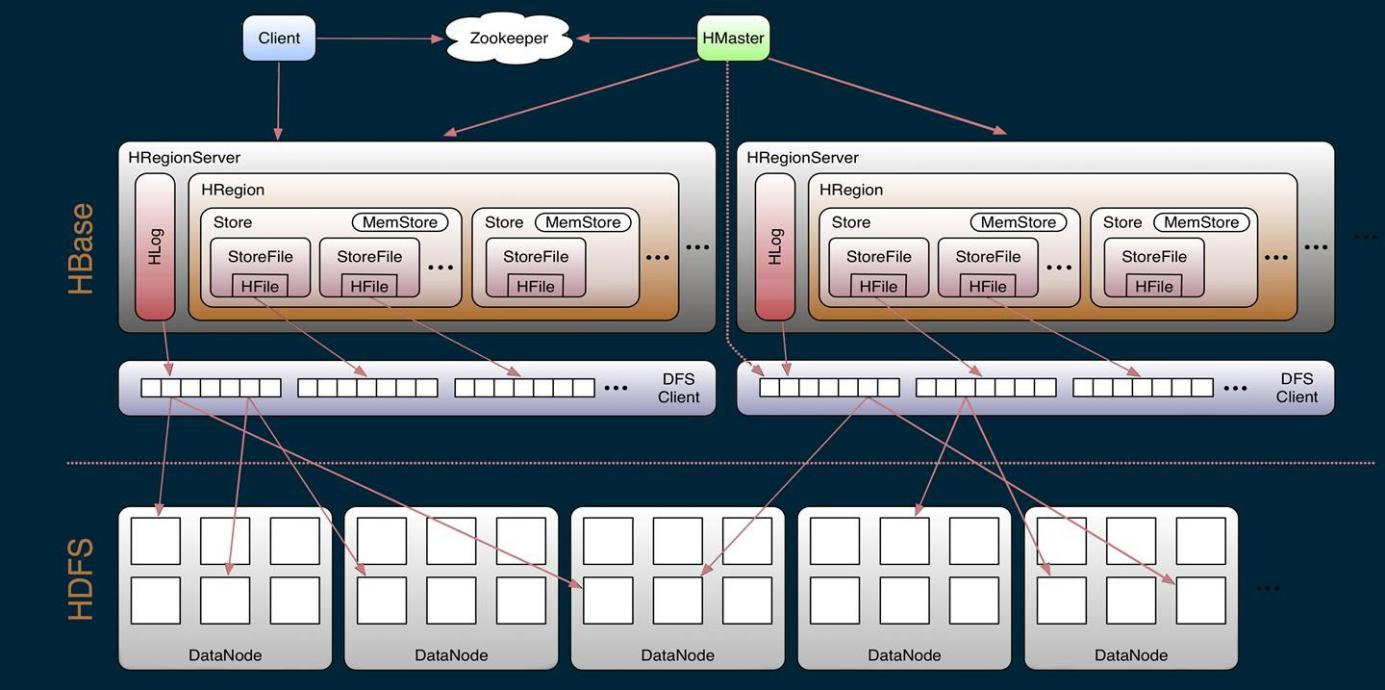 Client
Zookeeper
HMaster
HBase
HRegionServer
HLog
HRegion
Store
MemStore
StoreFile
HFile
StoreFile
HFile
...
Store
MemStore
StoreFile
HFile
...
...
HRegionServer
HLog
HRegion
Store
MemStore
StoreFile
HFile
StoreFile
HFile
...
Store
MemStore
StoreFile
HFile
...
...
...
...
DFS
Client
...
DFS
Client
HDFS
DataNode
DataNode
DataNode
DataNode
DataNode
...